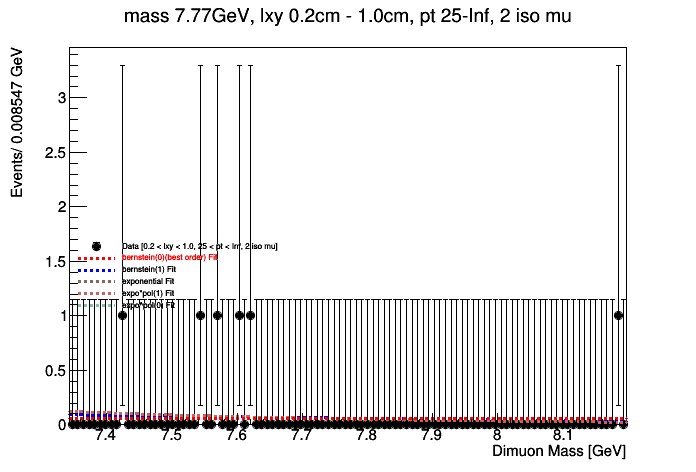 mass 7.77GeV, lxy 0.2cm - 1.0cm, pt 25-Inf, 2 iso mu
Events/ 0.008547 GeV
3
2.5
2
1.5
1
0.5
0
Data [0.2 < lxy < 1.0, 25 < pt < Inf, 2 iso mu]
bernstein(0)(best order) Fit
bernstein(1) Fit
exponential Fit
expo*pol(1) Fit
expo*pol(0) Fit
7.4 7.5 7.6 7.7 7.8 7.9 8 8.1
Dimuon Mass [GeV]